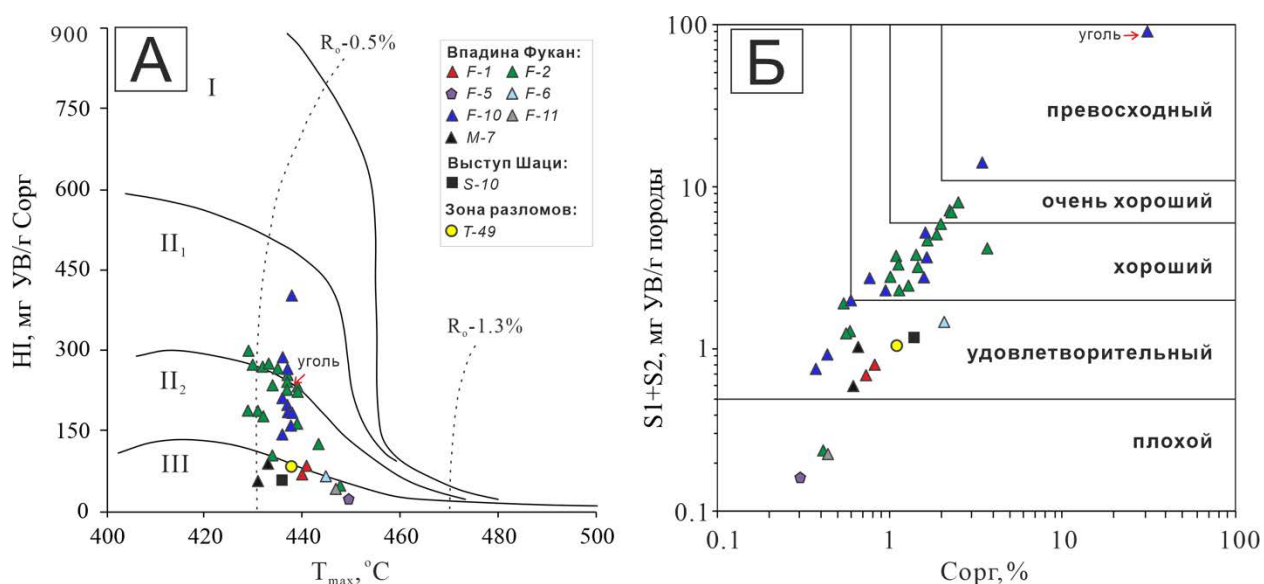 А
HI, мг УВ/г Сорг
900
750
600
450
300
150
0
400
420
440
460
480
500
Tmax, °C
I
II1
II2
III
Ro-0.5%
Ro-1.3%
уголь
Впадина Фукан:
F-1 F-2
F-5 F-6
F-10 F-11
M-7
Выступ Шаци:
S-10
Зона разломов:
T-49
Б
S1+S2, мг УВ/г породы
100
10
1
0.1
0.1
1
10
100
Сорг,%
уголь
превосходный
очень хороший
хороший
удовлетворительный
плохой